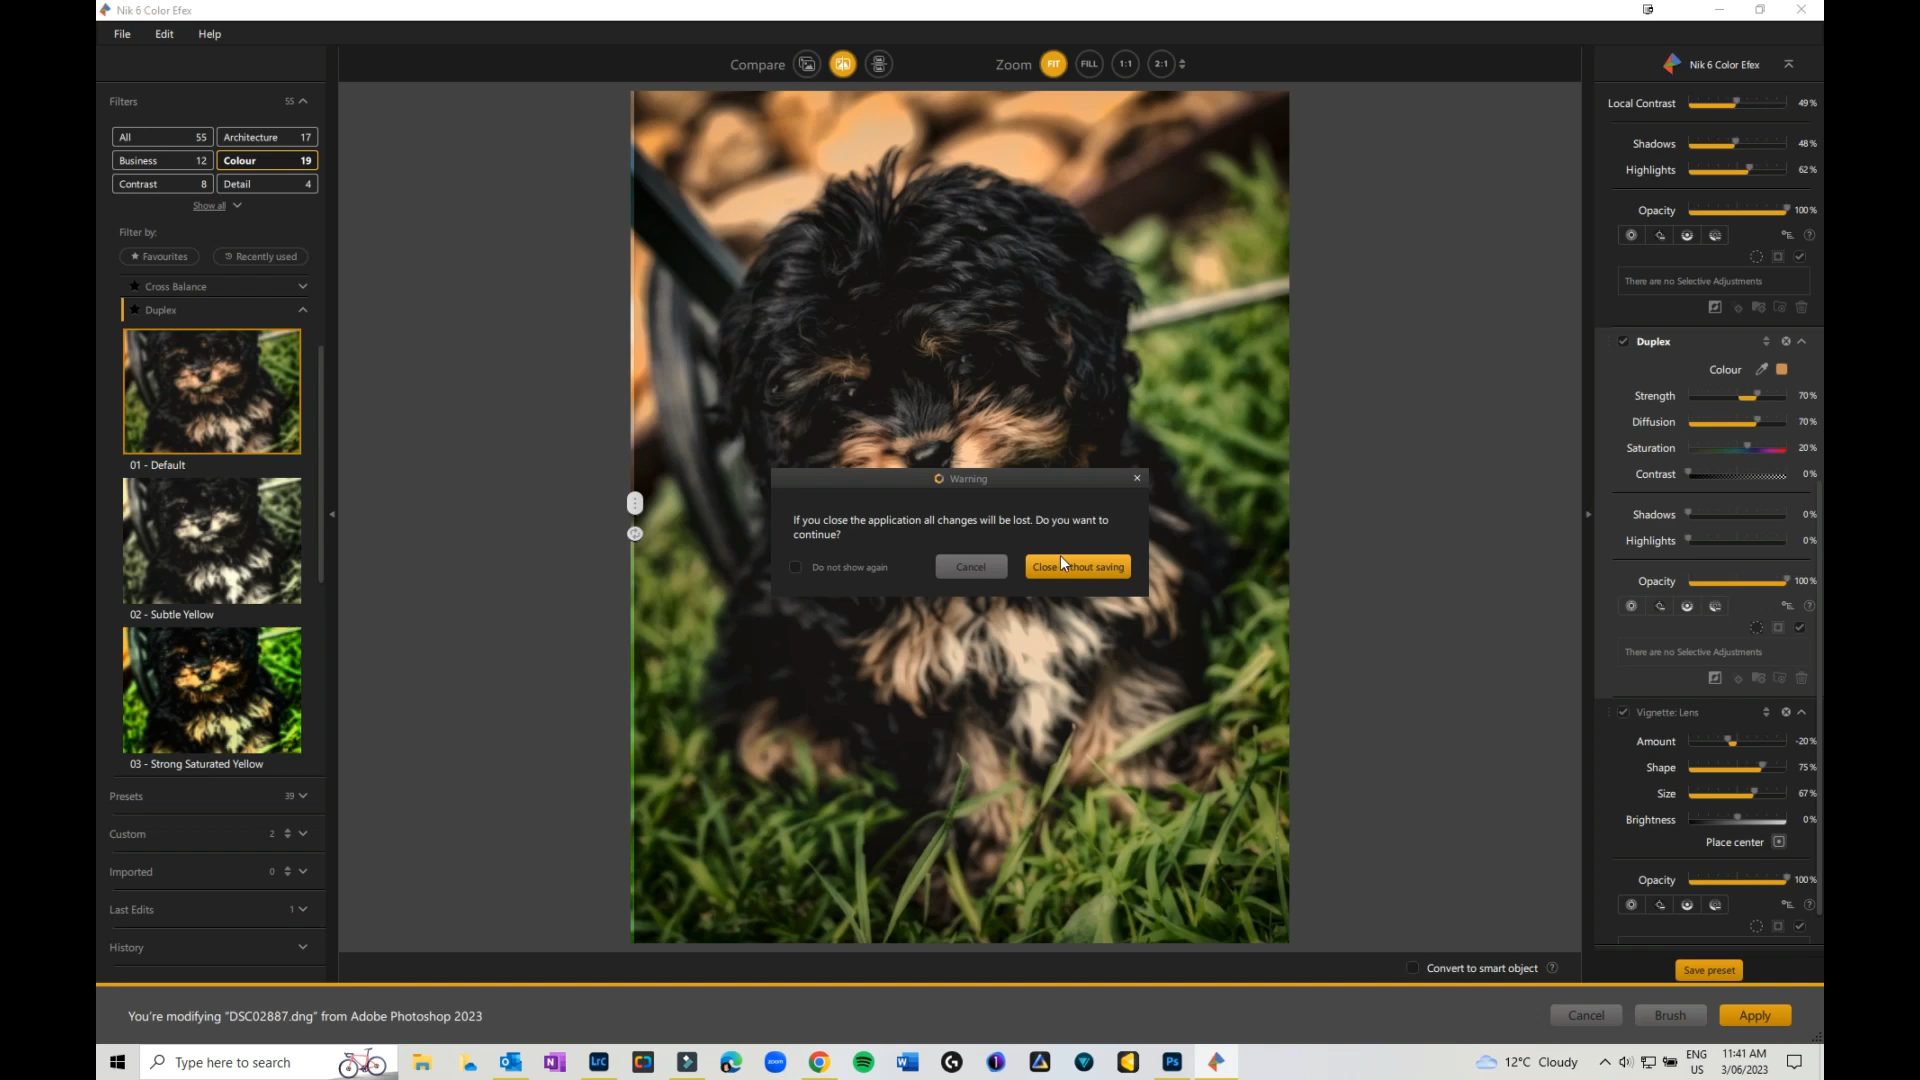 Nik 6 Color Efex
File Edit Help
Compare
Zoom FIT FILL 1:1 2:1
Nik 6 Color Efex
Filters 55
All 55 Architecture 17
Business 12 Colour 19
Contrast 8 Detail 4
Show all
Filter by:
Favourites Recently used
Cross Balance
Duplex
01 - Default
02 - Subtle Yellow
03 - Strong Saturated Yellow
Presets 39
Custom 2
Imported 0
Last Edits 1
History
Warning
If you close the application all changes will be lost. Do you want to
continue?
Do not show again Cancel Close without saving
Local Contrast 49%
Shadows 48%
Highlights 62%
Opacity 100%
There are no Selective Adjustments
Duplex
Colour
Strength 70%
Diffusion 70%
Saturation 20%
Contrast 0%
Shadows 0%
Highlights 0%
Opacity 100%
There are no Selective Adjustments
Vignette: Lens
Amount -20%
Shape 75%
Size 67%
Brightness 0%
Place center
Opacity 100%
Convert to smart object
Save preset
You're modifying "DSC02887.dng" from Adobe Photoshop 2023
Cancel Brush Apply
Type here to search
Lrc
zoom
Ps
12°C Cloudy
ENG
US
11:41 AM
3/06/2023